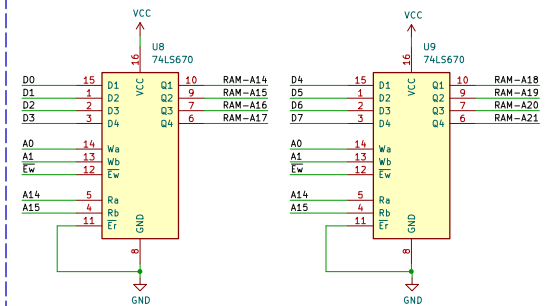 VCC
VCC
U8
74LS670
U9
74LS670
16
VCC
16
VCC
D0 15 D1 Q1 10 RAM-A14
D1 1 D2 Q2 9 RAM-A15
D2 2 D3 Q3 7 RAM-A16
D3 3 D4 Q4 6 RAM-A17
A0 14 Wa
A1 13 Wb
Ew 12 Ew
A14 5 Ra
A15 4 Rb
11 Er
GND
8
GND
D4 15 D1 Q1 10 RAM-A18
D5 1 D2 Q2 9 RAM-A19
D6 2 D3 Q3 7 RAM-A20
D7 3 D4 Q4 6 RAM-A21
A0 14 Wa
A1 13 Wb
Ew 12 Ew
A14 5 Ra
A15 4 Rb
11 Er
GND
8
GND